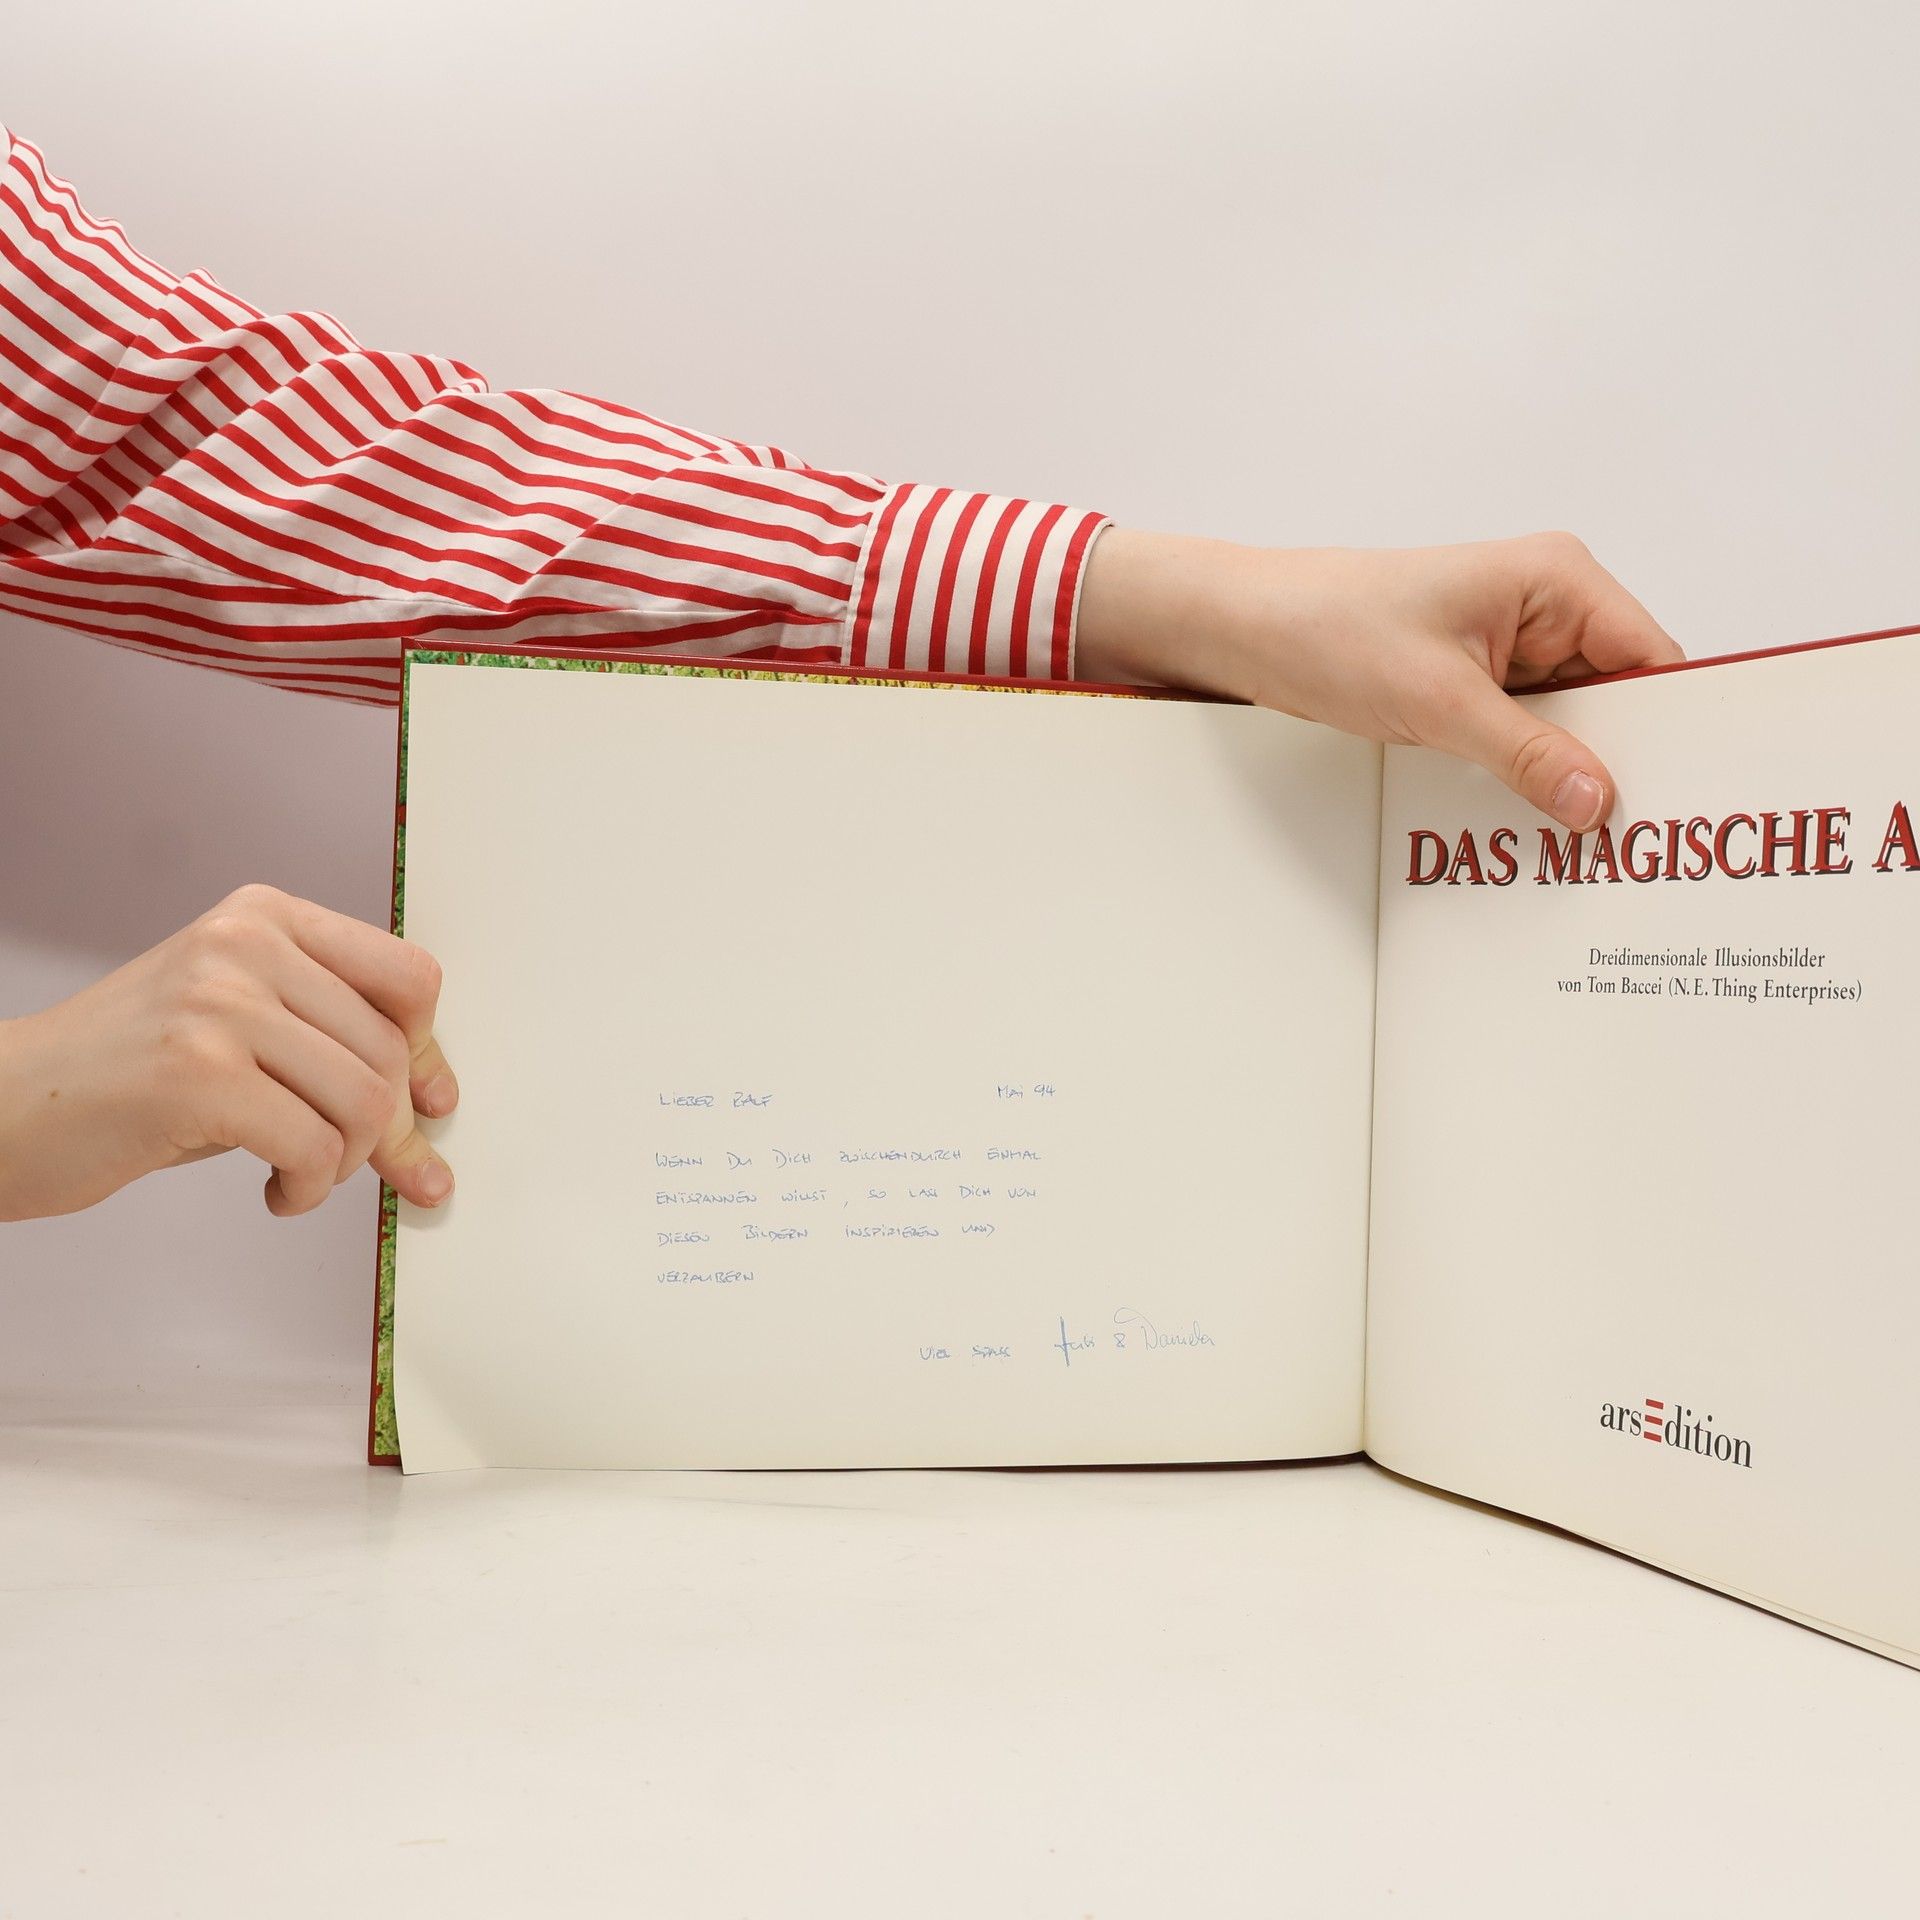 LIEBER RALF MAI 94
WENN DU DICH ZWISCHENDURCH EINMAL
ENTSPANNEN WILLST, SO LASS DICH VON
DIESEN BILDERN INSPIRIEREN UND
VERZAUBERN
VIEL SPASS & Daniela
DAS MAGISCHE A
Dreidimensionale Illusionsbilder
von Tom Baccei (N.E. Thing Enterprises)
arsEdition